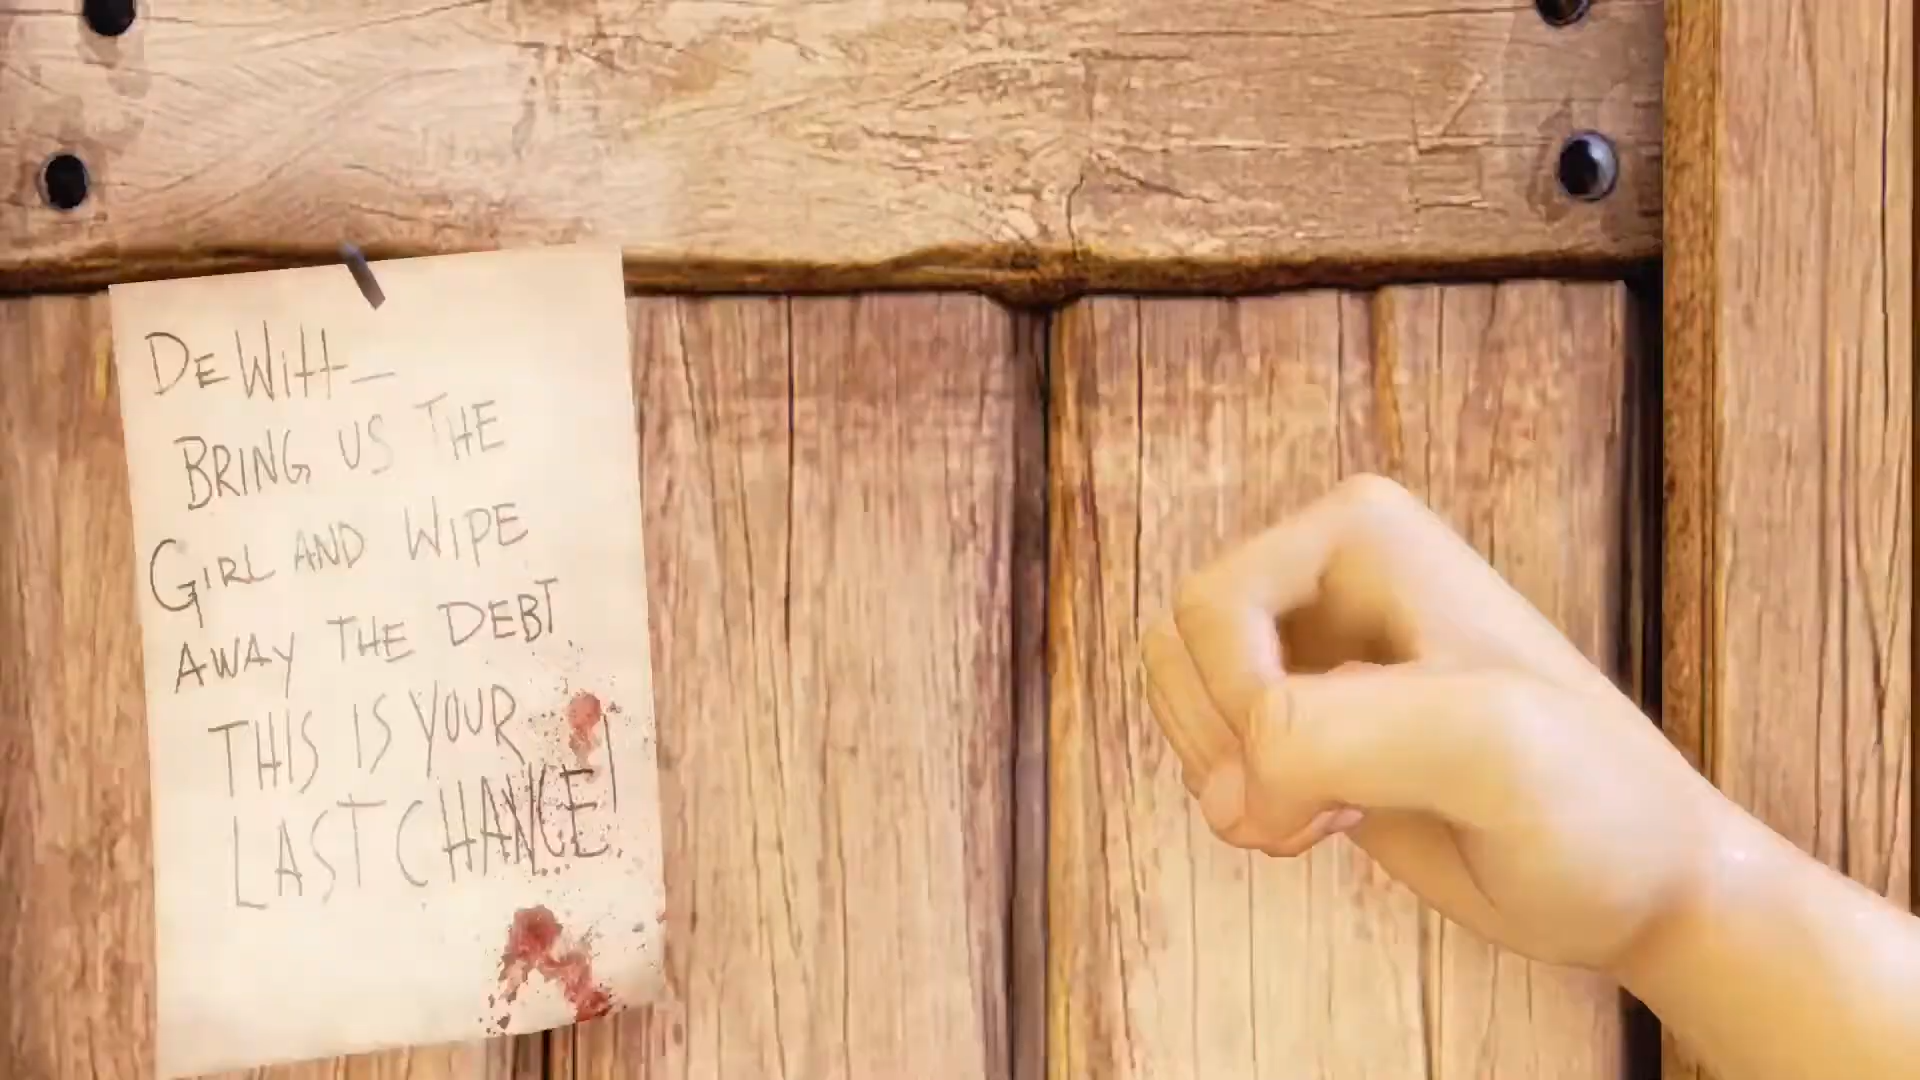 DEWitt—
BRING US THE
GIRL AND WIPE
AWAY THE DEBT.
THIS IS YOUR
LAST CHANCE!